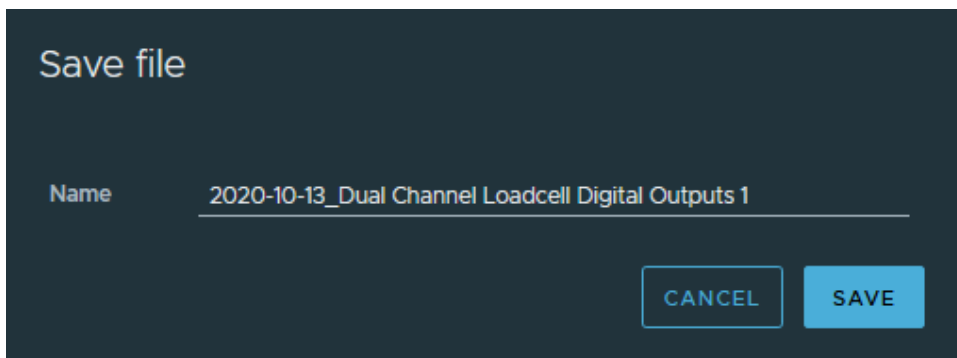 Save file
Name 2020-10-13_Dual Channel Loadcell Digital Outputs 1
CANCEL SAVE